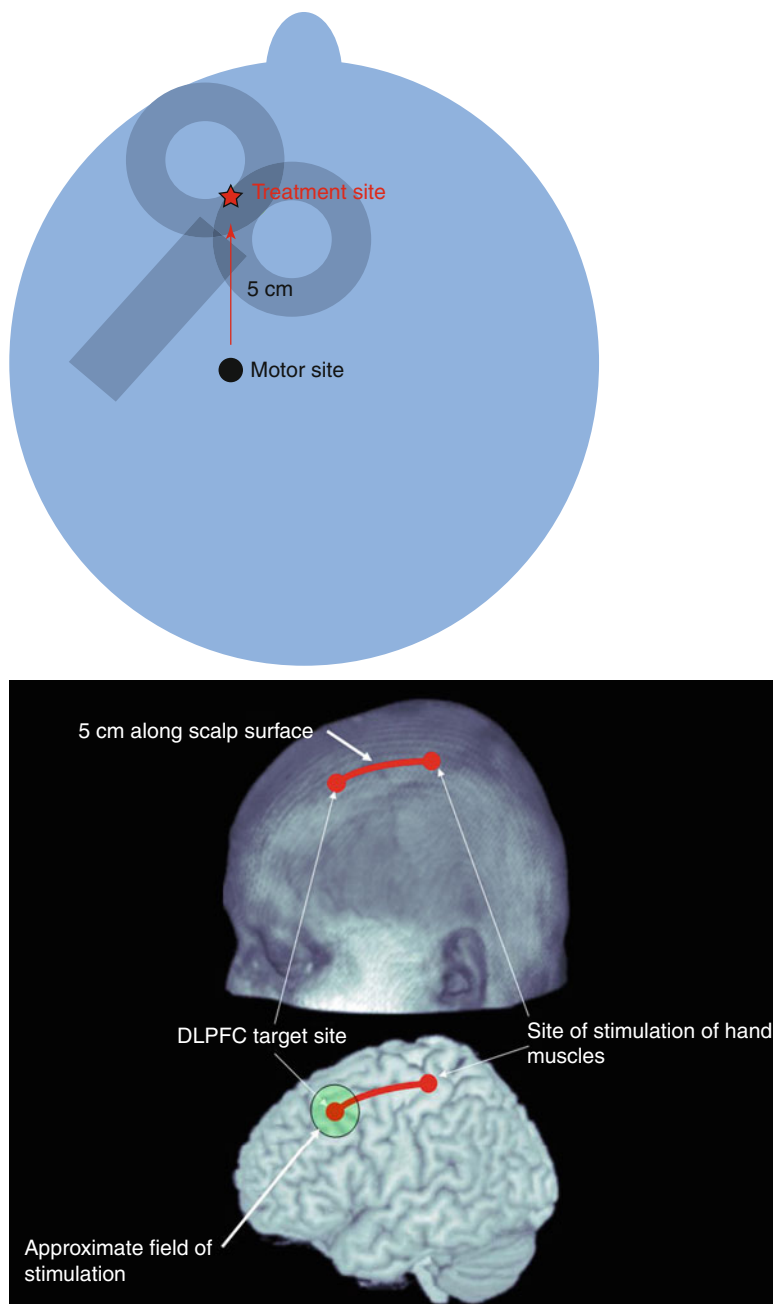 Treatment site
5 cm
Motor site
5 cm along scalp surface
DLPFC target site
Site of stimulation of hand
muscles
Approximate field of
stimulation